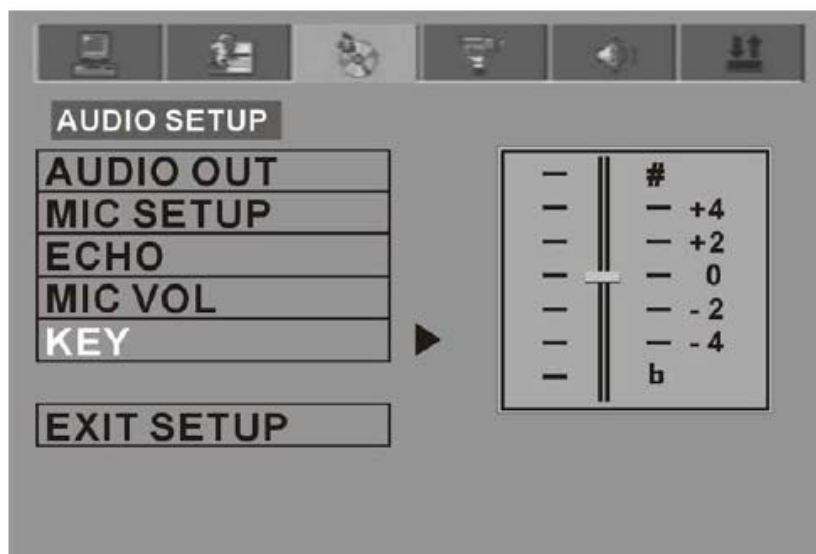 AUDIO SETUP
AUDIO OUT
MIC SETUP
ECHO
MIC VOL
KEY
EXIT SETUP
#
+4
+2
0
- 2
- 4
b